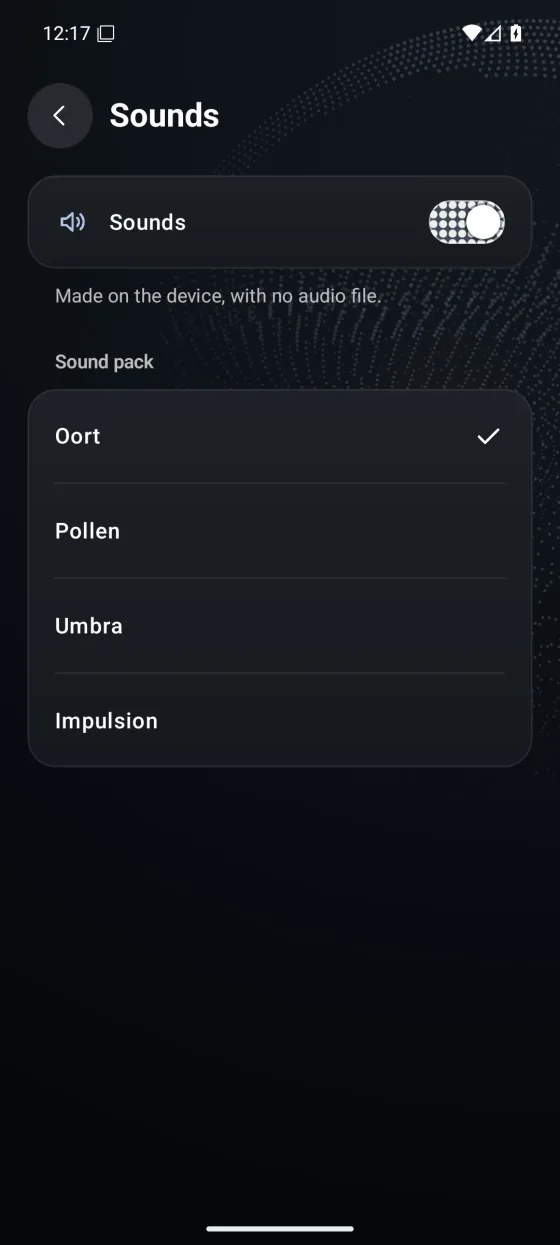 12:17
Sounds
Sounds
Made on the device, with no audio file.
Sound pack
Oort
Pollen
Umbra
Impulsion